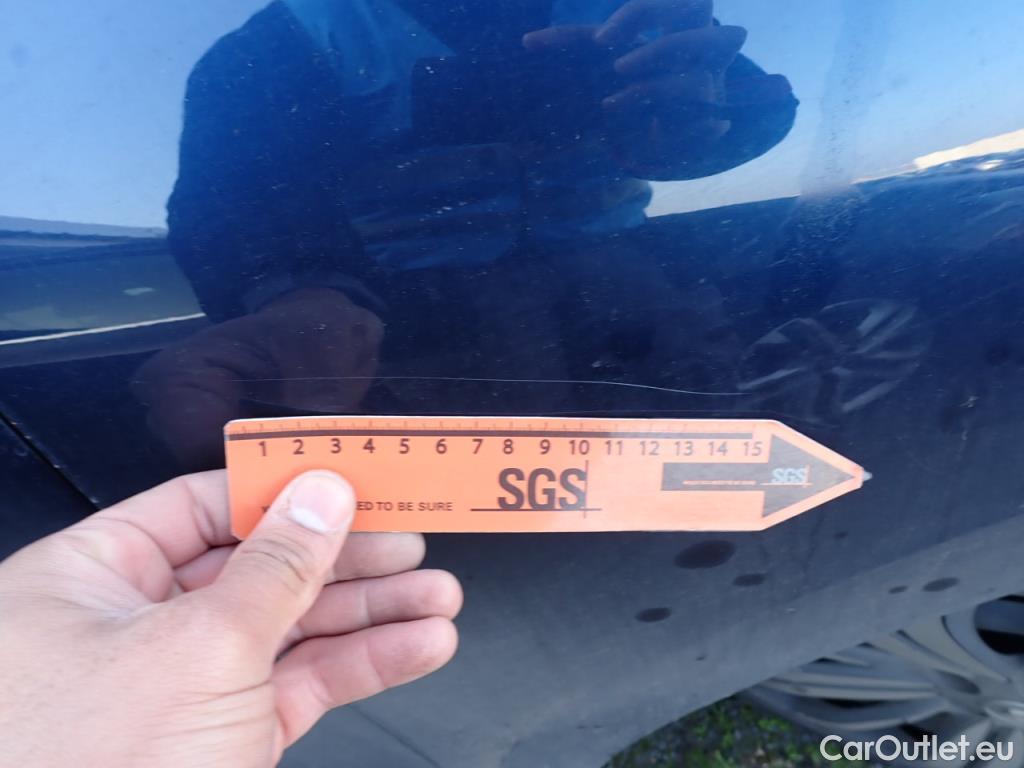 1 2 3 4 5 6 7 8 9 10 11 12 13 14 15
SGS
ED TO BE SURE
SGS
CarOutlet.eu